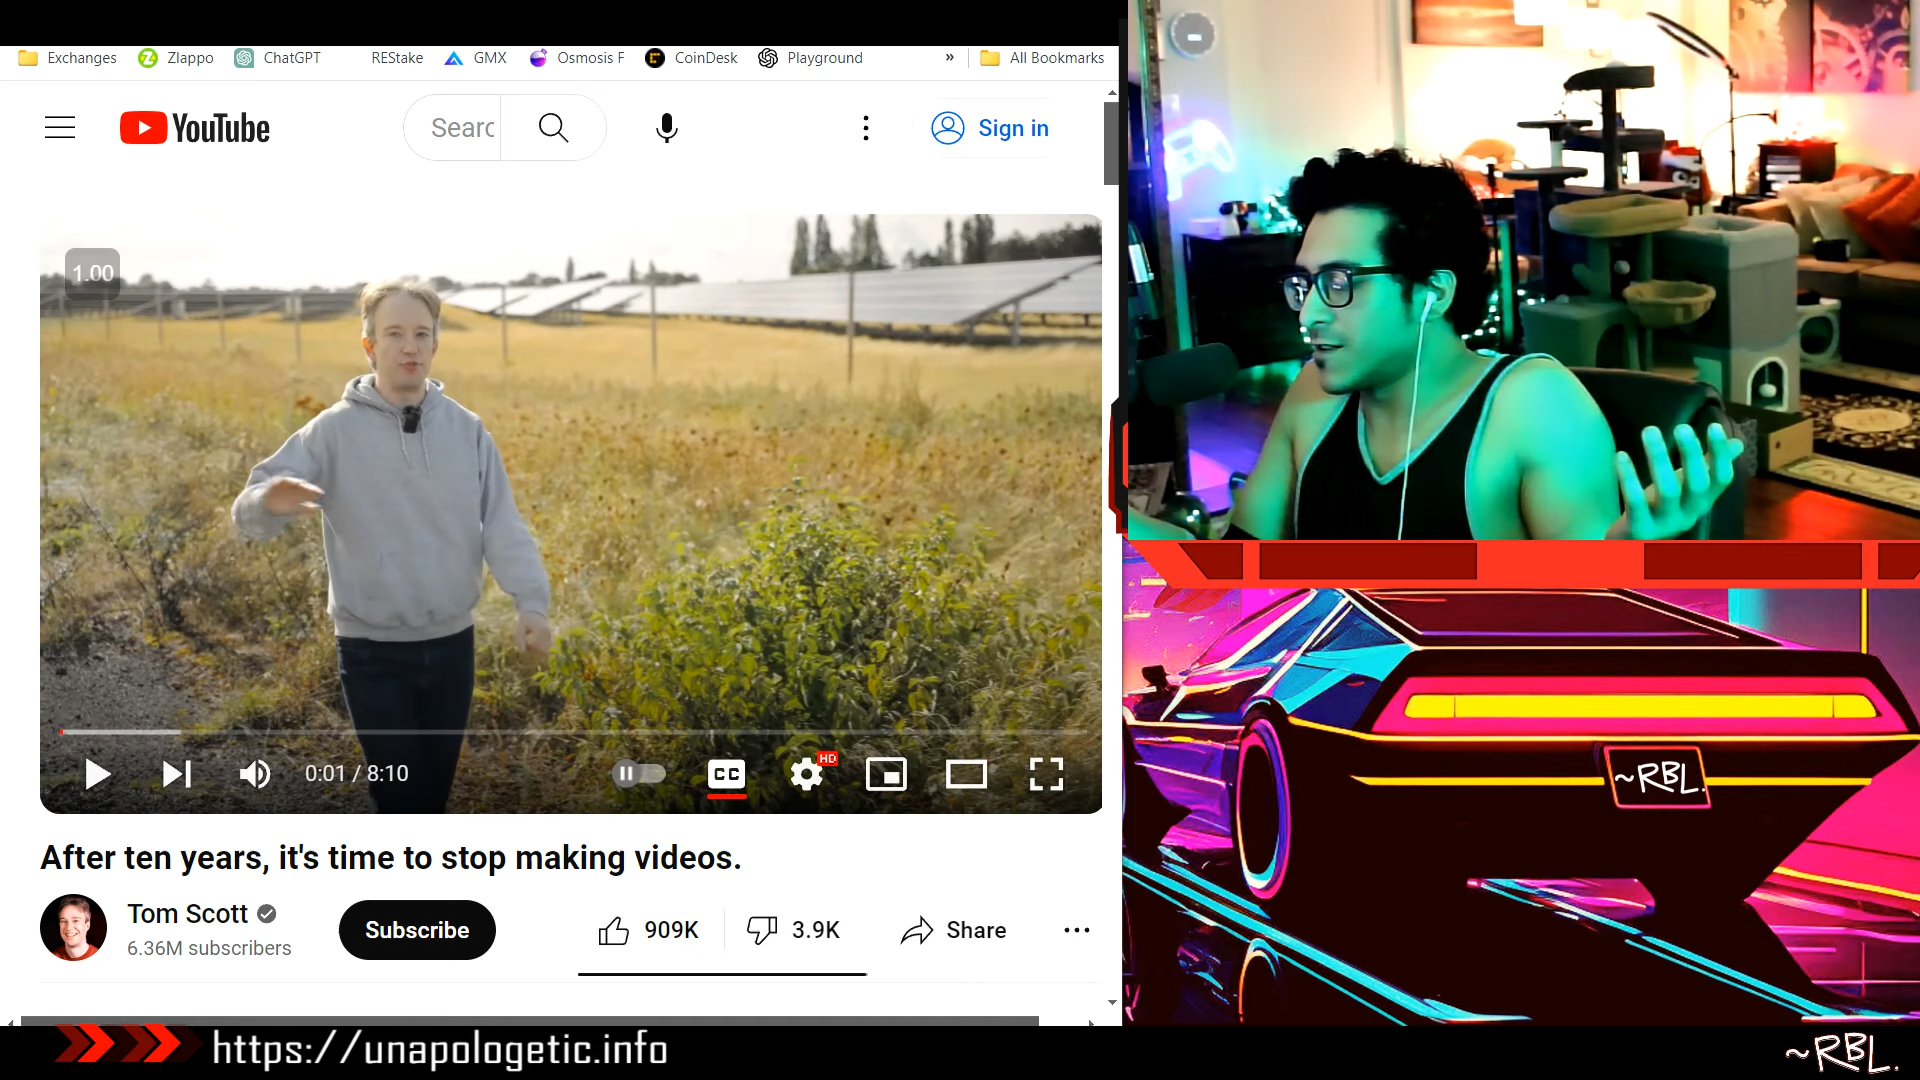 Exchanges Zlappo ChatGPT REStake GMX Osmosis F CoinDesk Playground » All Bookmarks
YouTube Searc Sign in
1.00
0:01 / 8:10 CC HD
After ten years, it's time to stop making videos.
Tom Scott
6.36M subscribers
Subscribe 909K 3.9K Share
~RBL.
https://unapologetic.info
~RBL.